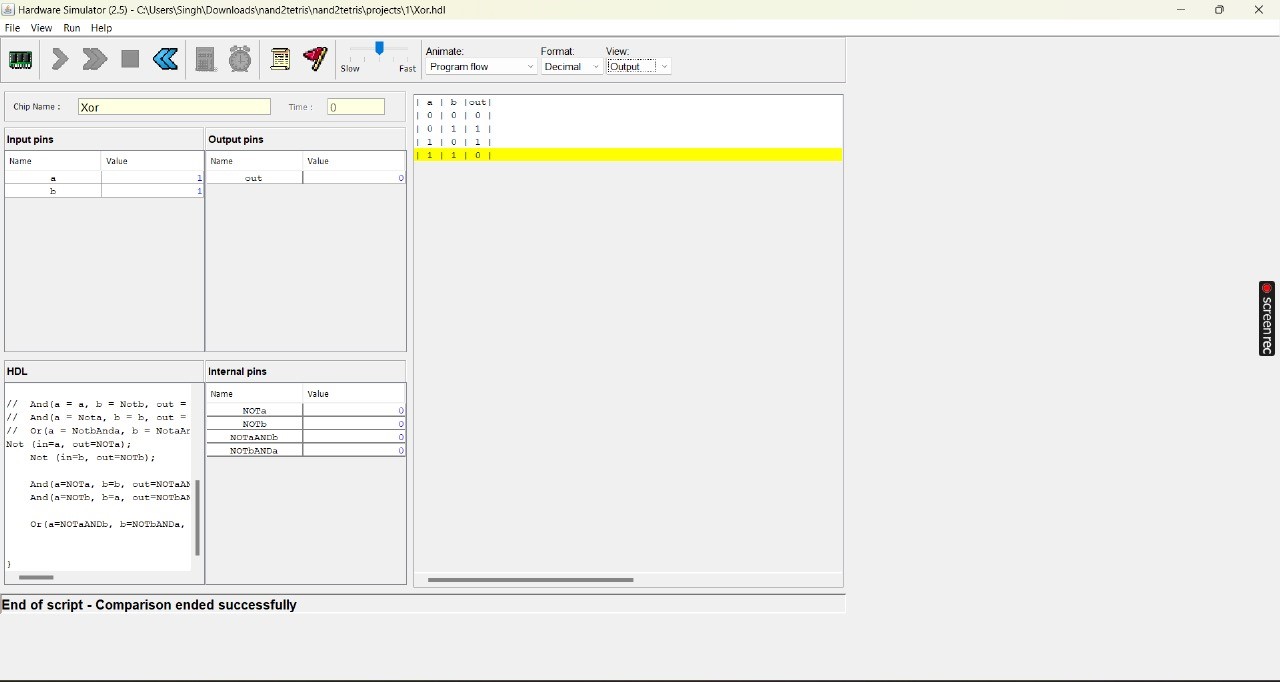 Hardware Simulator (2.5) - C:\Users\Singh\Downloads\nand2tetris\nand2tetris\projects\1\Xor.hdl
File View Run Help
Slow Fast
Animate: Format: View:
Program flow Decimal Output
Chip Name : Xor Time : 0
Input pins
Name Value
a 1
b 1
Output pins
Name Value
out 0
| a | b |out|
| 0 | 0 | 0 |
| 0 | 1 | 1 |
| 1 | 0 | 1 |
| 1 | 1 | 0 |
HDL
// And(a = a, b = Notb, out =
// And(a = Nota, b = b, out =
// Or(a = NotbAnda, b = NotaAn
Not (in=a, out=NOTa);
Not (in=b, out=NOTb);
And(a=NOTa, b=b, out=NOTaAN
And(a=NOTb, b=a, out=NOTbAN
Or(a=NOTaANDb, b=NOTbANDa,
}
Internal pins
Name Value
NOTa 0
NOTb 0
NOTaANDb 0
NOTbANDa 0
End of script - Comparison ended successfully
screenrec